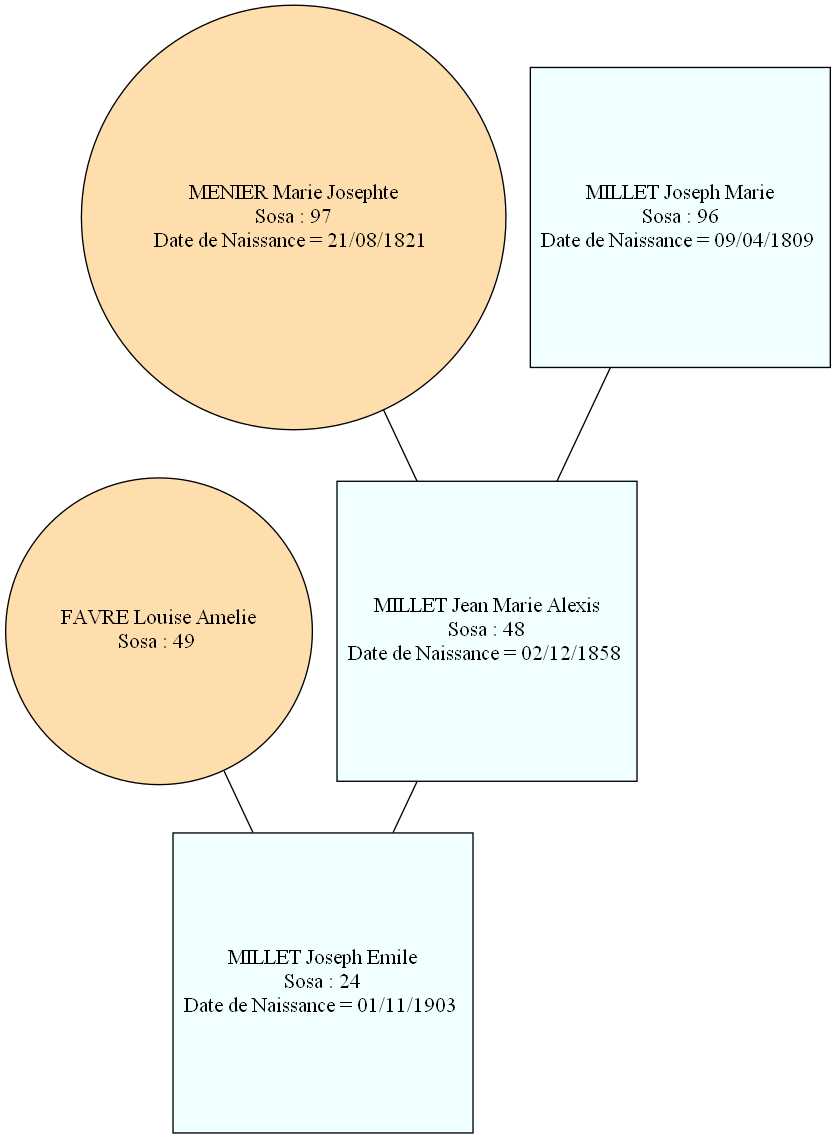 MENIER Marie Josephte
Sosa : 97
Date de Naissance = 21/08/1821
MILLET Joseph Marie
Sosa : 96
Date de Naissance = 09/04/1809
FAVRE Louise Amelie
Sosa : 49
MILLET Jean Marie Alexis
Sosa : 48
Date de Naissance = 02/12/1858
MILLET Joseph Emile
Sosa : 24
Date de Naissance = 01/11/1903